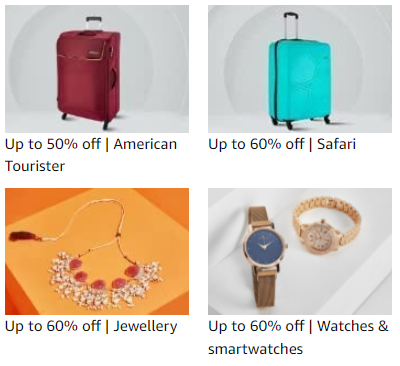 Up to 50% off | American
Tourister
Up to 60% off | Safari
Up to 60% off | Jewellery
Up to 60% off | Watches &
smartwatches